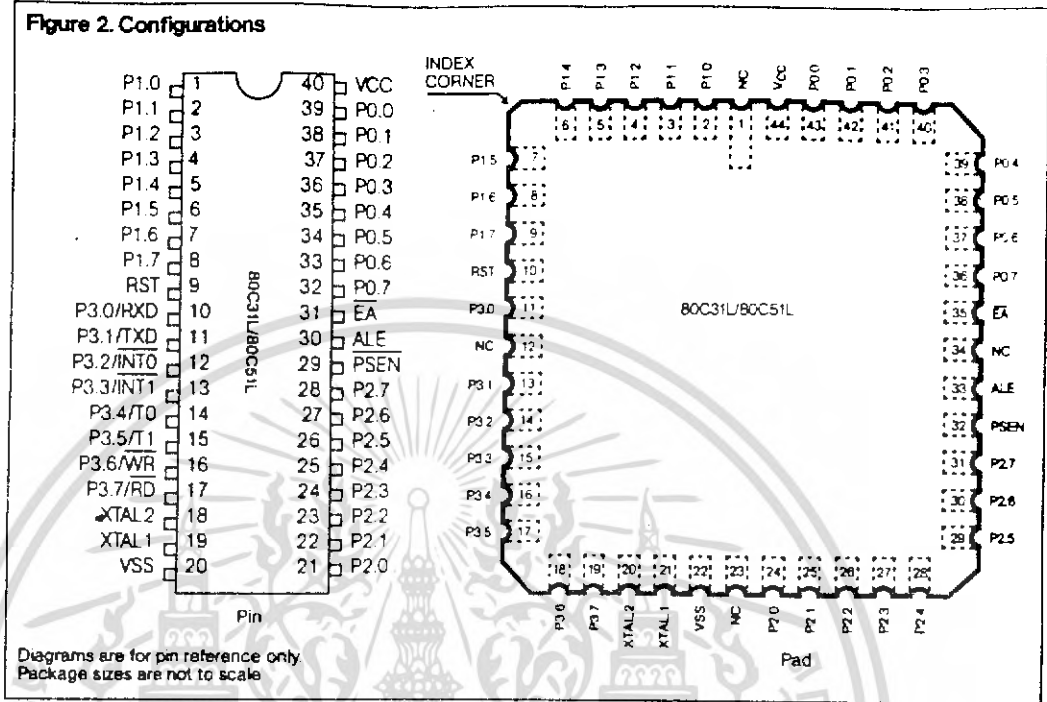 Figure 2. Configurations
P1.0 1
P1.1 2
P1.2 3
P1.3 4
P1.4 5
P1.5 6
P1.6 7
P1.7 8
RST 9
P3.0/RXD 10
P3.1/TXD 11
P3.2/INT0 12
P3.3/INT1 13
P3.4/T0 14
P3.5/T1 15
P3.6/WR 16
P3.7/RD 17
XTAL2 18
XTAL1 19
VSS 20
80C31L/80C51L
40 VCC
39 P0.0
38 P0.1
37 P0.2
36 P0.3
35 P0.4
34 P0.5
33 P0.6
32 P0.7
31 EA
30 ALE
29 PSEN
28 P2.7
27 P2.6
26 P2.5
25 P2.4
24 P2.3
23 P2.2
22 P2.1
21 P2.0
Pin
INDEX
CORNER
P1.4 P1.3 P1.2 P1.1 P1.0 NC VCC P0.0 P0.1 P0.2 P0.3
6 5 4 3 2 1 44 43 42 41 40
P1.5 7
P1.6 8
P1.7 9
RST 10
P3.0 11
NC 12
P3.1 13
P3.2 14
P3.3 15
P3.4 16
P3.5 17
80C31L/80C51L
39 P0.4
38 P0.5
37 P0.6
36 P0.7
35 EA
34 NC
33 ALE
32 PSEN
31 P2.7
30 P2.6
29 P2.5
18 19 20 21 22 23 24 25 26 27 28
P3.6 P3.7 XTAL2 XTAL1 VSS NC P2.0 P2.1 P2.2 P2.3 P2.4
Pad
Diagrams are for pin reference only.
Package sizes are not to scale